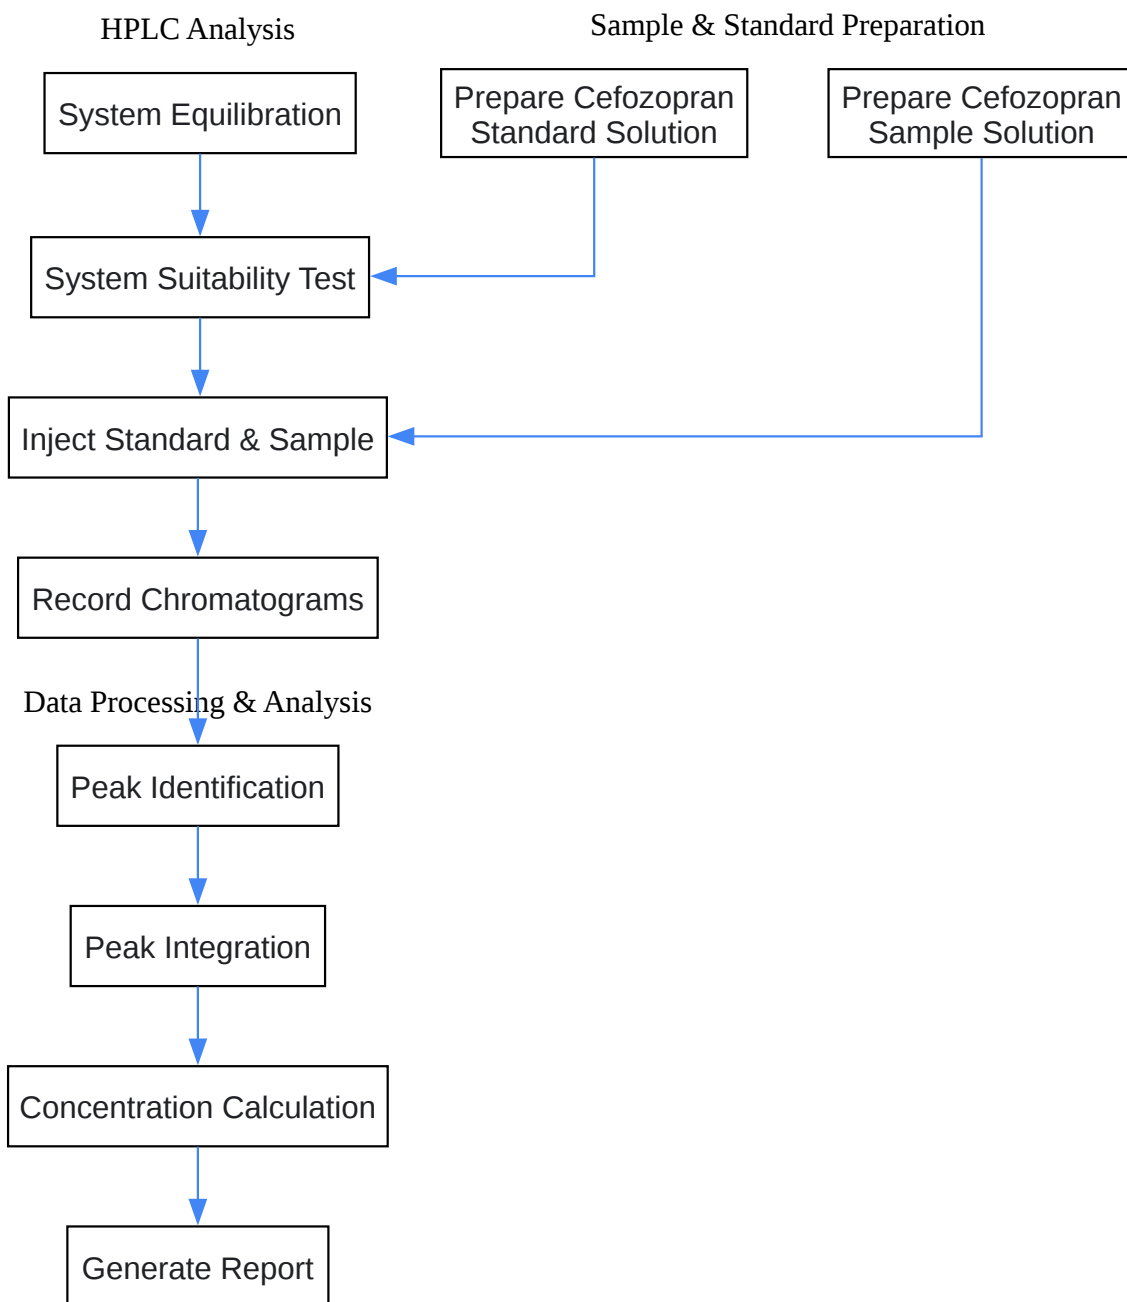 HPLC Analysis
Sample & Standard Preparation
System Equilibration
Prepare Cefozopran
Standard Solution
Prepare Cefozopran
Sample Solution
System Suitability Test
Inject Standard & Sample
Record Chromatograms
Data Processing & Analysis
Peak Identification
Peak Integration
Concentration Calculation
Generate Report